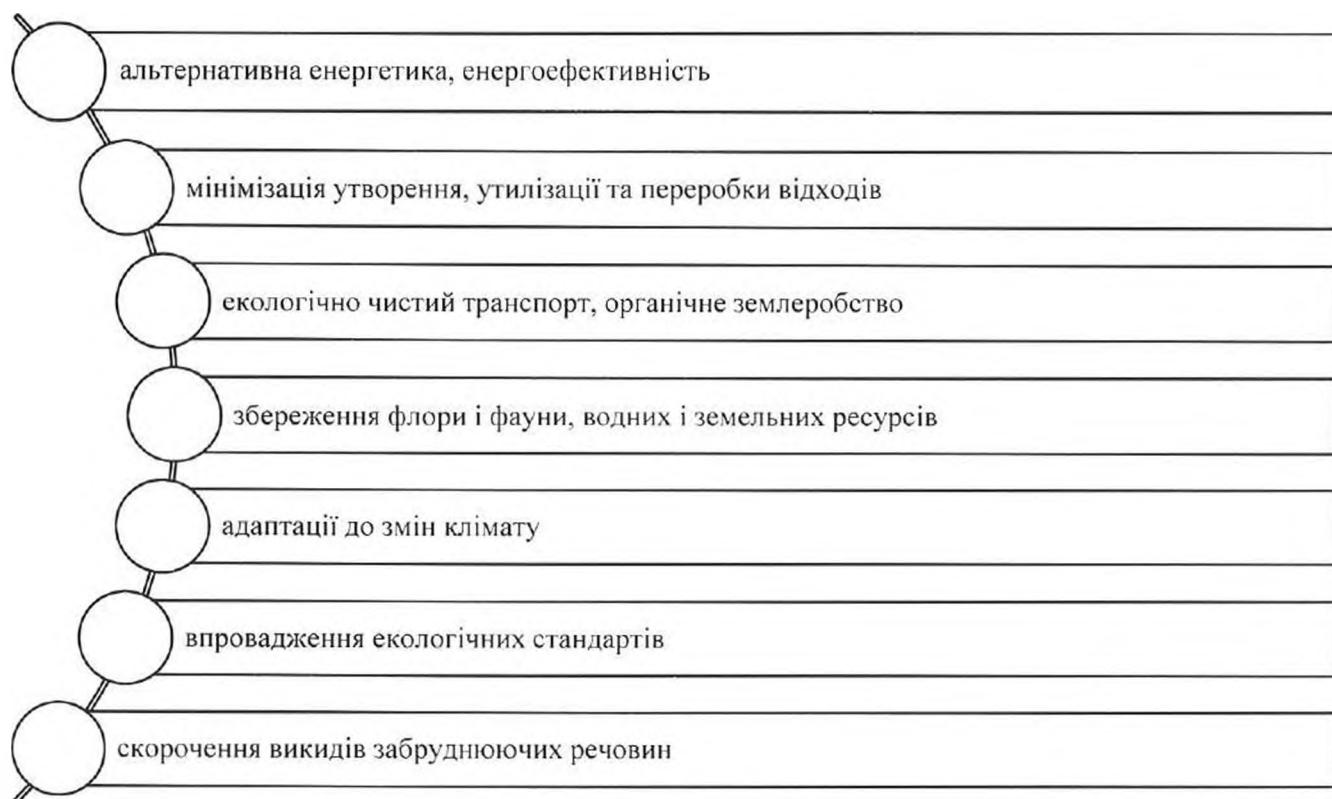 альтернативна енергетика, енергоефективність
мінімізація утворення, утилізації та переробки відходів
екологічно чистий транспорт, органічне землеробство
збереження флори і фауни, водних і земельних ресурсів
адаптації до змін клімату
впровадження екологічних стандартів
скорочення викидів забруднюючих речовин